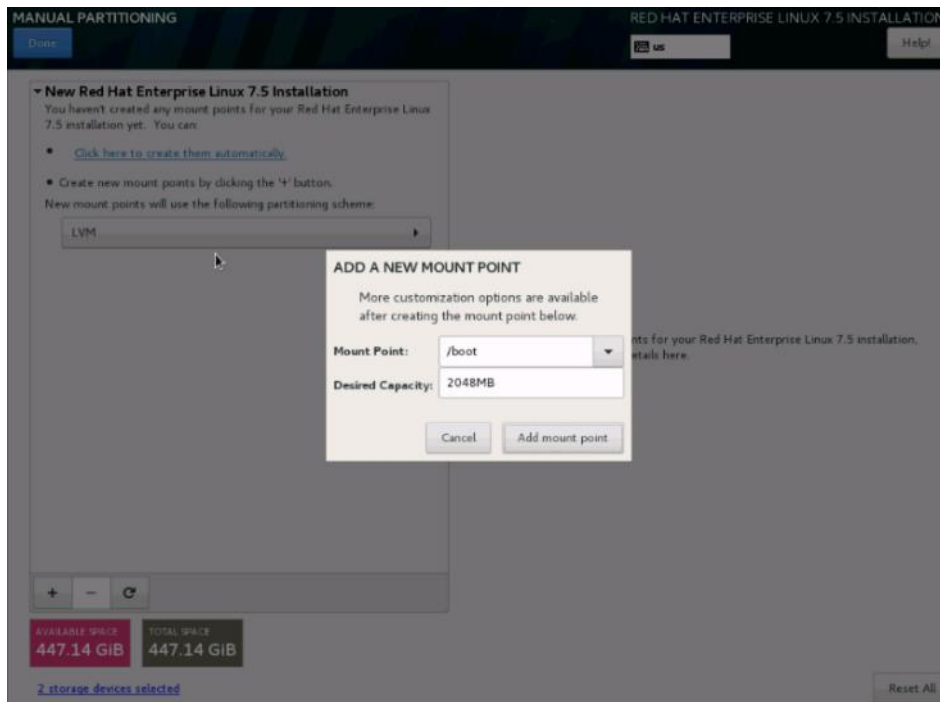 MANUAL PARTITIONING
RED HAT ENTERPRISE LINUX 7.5 INSTALLATION
Done
us
Help!
New Red Hat Enterprise Linux 7.5 Installation
You haven't created any mount points for your Red Hat Enterprise Linux
7.5 installation yet. You can:
• Click here to create them automatically.
• Create new mount points by clicking the '+' button.
New mount points will use the following partitioning scheme:
LVM
ADD A NEW MOUNT POINT
More customization options are available
after creating the mount point below.
Mount Point: /boot
Desired Capacity: 2048MB
Cancel
Add mount point
nts for your Red Hat Enterprise Linux 7.5 installation,
etails here.
+ −
AVAILABLE SPACE
447.14 GiB
TOTAL SPACE
447.14 GiB
2 storage devices selected
Reset All